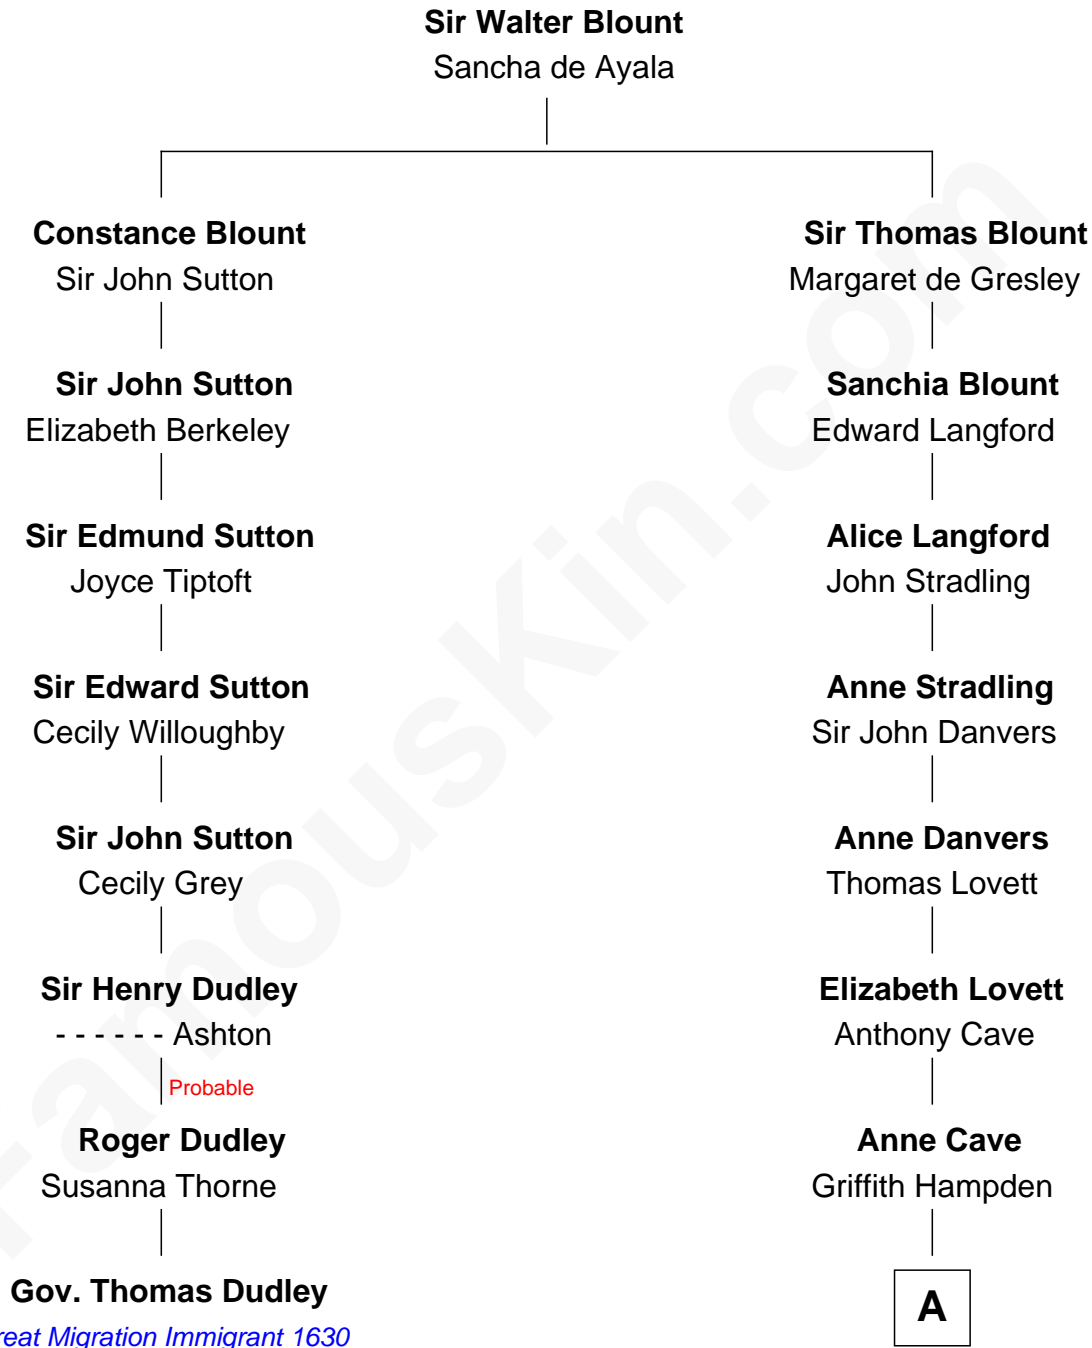 Sir Walter Blount
Sancha de Ayala
Constance Blount
Sir John Sutton
Sir Thomas Blount
Margaret de Gresley
Sir John Sutton
Elizabeth Berkeley
Sanchia Blount
Edward Langford
Sir Edmund Sutton
Joyce Tiptoft
Alice Langford
John Stradling
Sir Edward Sutton
Cecily Willoughby
Anne Stradling
Sir John Danvers
Sir John Sutton
Cecily Grey
Anne Danvers
Thomas Lovett
Sir Henry Dudley
- - - - - - Ashton
Probable
Elizabeth Lovett
Anthony Cave
Roger Dudley
Susanna Thorne
Anne Cave
Griffith Hampden
Gov. Thomas Dudley
reat Migration Immigrant 1630
A
FamousKin.com